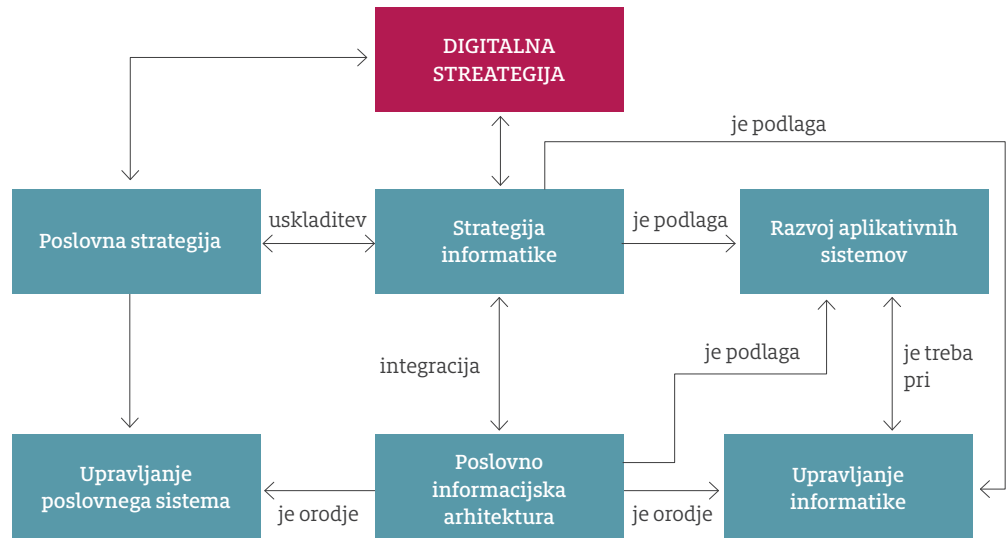 DIGITALNA
STREATEGIJA
je podlaga
Poslovna strategija
uskladitev
Strategija
informatike
je podlaga
Razvoj aplikativnih
sistemov
integracija
je podlaga
je treba
pri
Upravljanje
poslovnega sistema
je orodje
Poslovno
informacijska
arhitektura
je orodje
Upravljanje
informatike